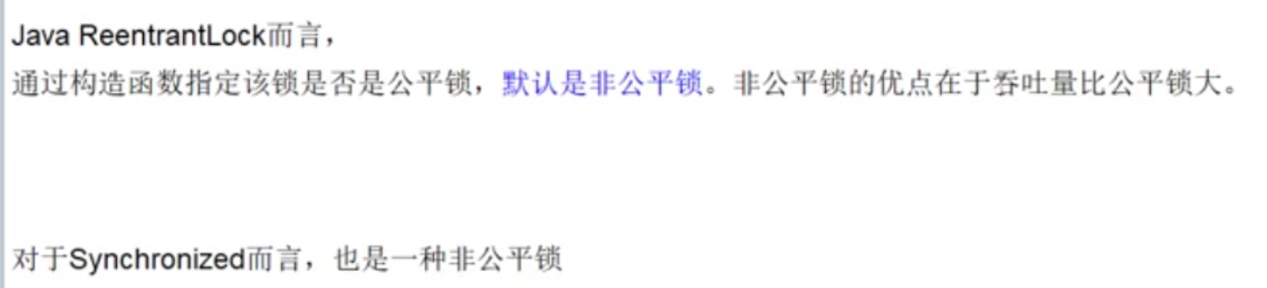 Java ReentrantLock而言，
通过构造函数指定该锁是否是公平锁，默认是非公平锁。非公平锁的优点在于吞吐量比公平锁大。
对于Synchronized而言，也是一种非公平锁